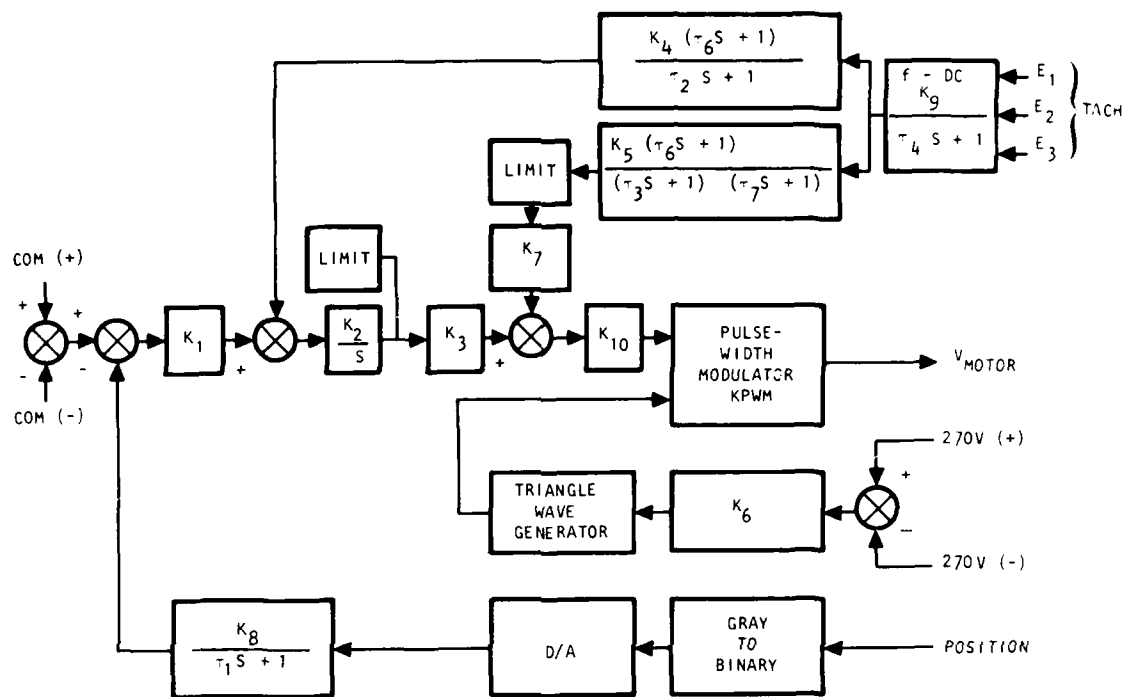 K4 (τ6S + 1)
τ2 S + 1
f - DC
K9
τ4 S + 1
E1
E2
E3
TACH
K5 (τ6S + 1)
(τ3S + 1) (τ7S + 1)
LIMIT
K7
LIMIT
COM (+)
+
+
-
-
COM (-)
K1
+
K2
S
K3
+
K10
PULSE-
WIDTH
MODULATOR
KPWM
VMOTOR
270V (+)
+
TRIANGLE
WAVE
GENERATOR
K6
-
270V (-)
K8
τ1S + 1
D/A
GRAY
TO
BINARY
POSITION